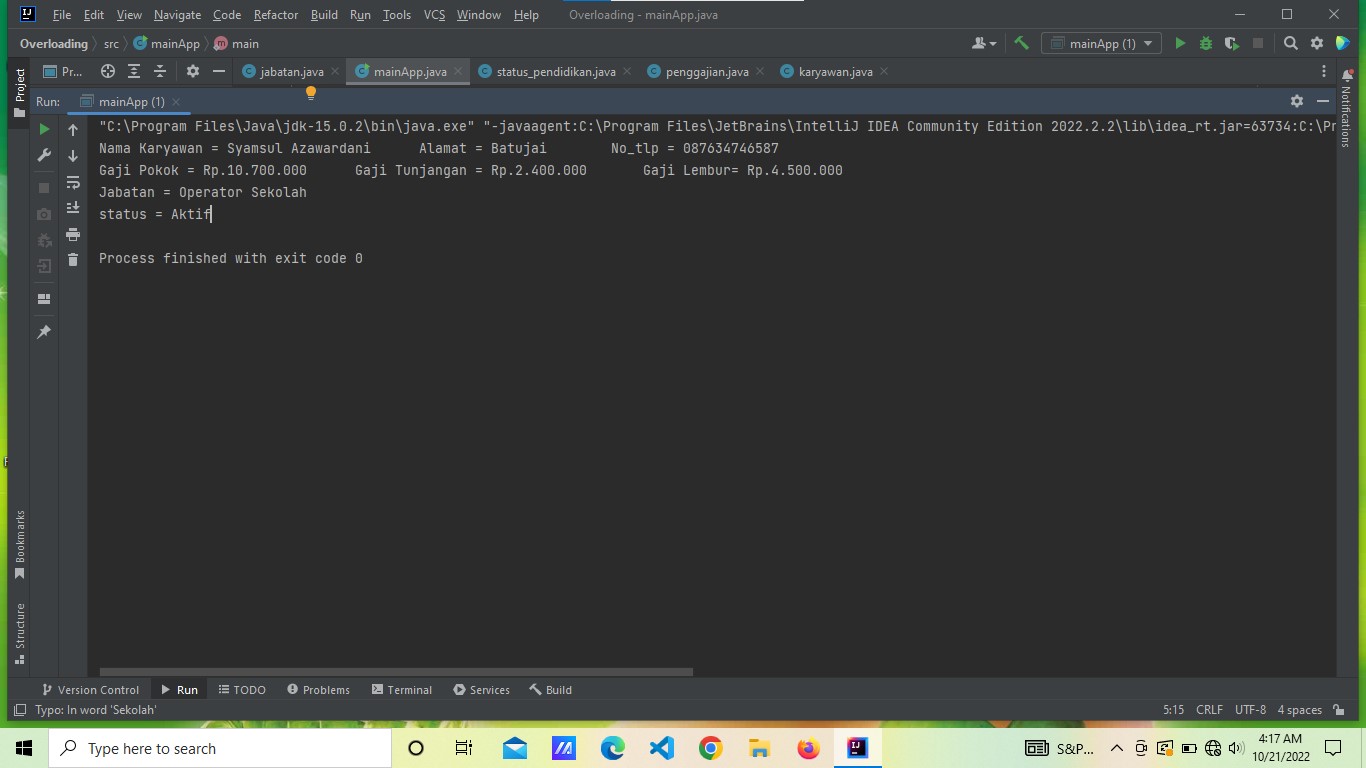 File Edit View Navigate Code Refactor Build Run Tools VCS Window Help Overloading - mainApp.java
Overloading src mainApp main mainApp (1)
Project Pr... jabatan.java mainApp.java status_pendidikan.java penggajian.java karyawan.java Notifications
Run: mainApp (1)
"C:\Program Files\Java\jdk-15.0.2\bin\java.exe" "-javaagent:C:\Program Files\JetBrains\IntelliJ IDEA Community Edition 2022.2.2\lib\idea_rt.jar=63734:C:\Pr
Nama Karyawan = Syamsul Azawardani Alamat = Batujai No_tlp = 087634746587
Gaji Pokok = Rp.10.700.000 Gaji Tunjangan = Rp.2.400.000 Gaji Lembur= Rp.4.500.000
Jabatan = Operator Sekolah
status = Aktif
Process finished with exit code 0
Bookmarks
Structure
Version Control Run TODO Problems Terminal Services Build
Typo: In word 'Sekolah' 5:15 CRLF UTF-8 4 spaces
Type here to search S&P... 4:17 AM
10/21/2022